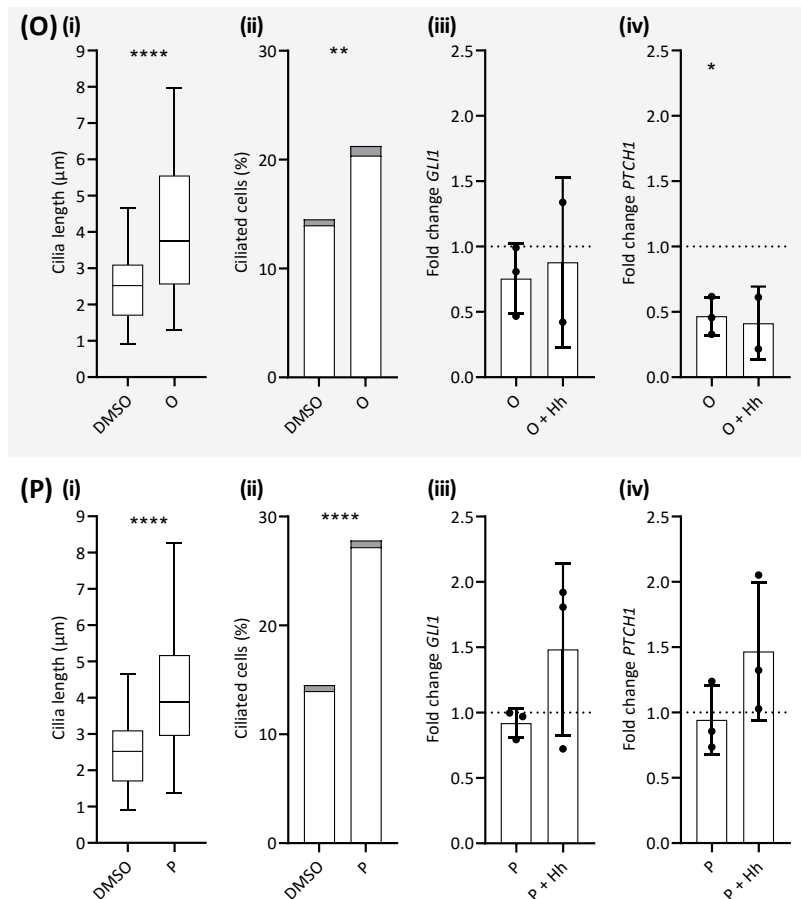 (O) (i) (ii) (iii) (iv)
Cilia length (µm)
9
8
7
6
5
4
3
2
1
0
****
DMSO
O
Ciliated cells (%)
30
20
10
0
**
DMSO
O
Fold change GLI1
2.5
2.0
1.5
1.0
0.5
0.0
O
O + Hh
Fold change PTCH1
2.5
2.0
1.5
1.0
0.5
0.0
*
O
O + Hh
(P) (i) (ii) (iii) (iv)
Cilia length (µm)
9
8
7
6
5
4
3
2
1
0
****
DMSO
P
Ciliated cells (%)
30
20
10
0
****
DMSO
P
Fold change GLI1
2.5
2.0
1.5
1.0
0.5
0.0
P
P + Hh
Fold change PTCH1
2.5
2.0
1.5
1.0
0.5
0.0
P
P + Hh